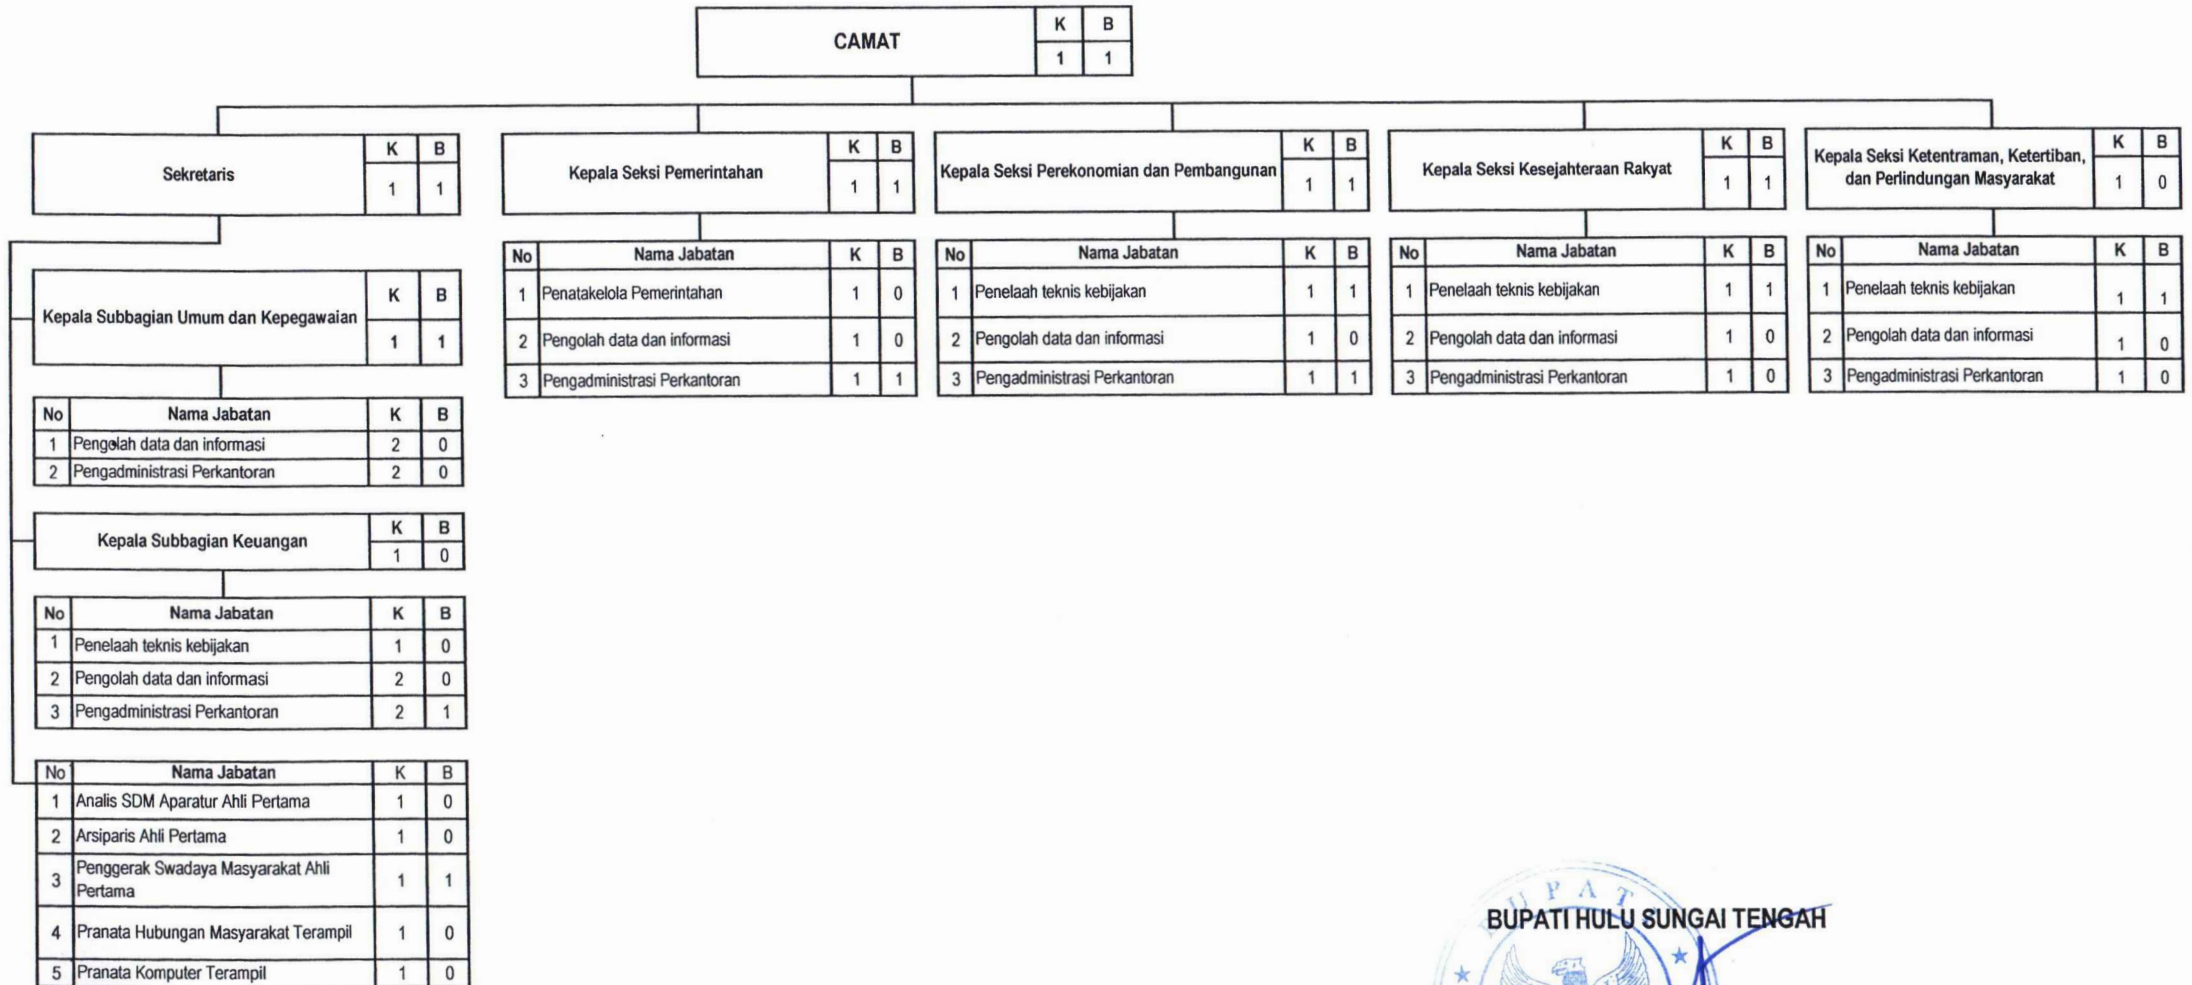 CAMAT K B
1 1
Sekretaris K B
1 1
Kepala Seksi Pemerintahan K B
1 1
Kepala Seksi Perekonomian dan Pembangunan K B
1 1
Kepala Seksi Kesejahteraan Rakyat K B
1 1
Kepala Seksi Ketentraman, Ketertiban,
dan Perlindungan Masyarakat K B
1 0
Kepala Subbagian Umum dan Kepegawaian K B
1 1
No Nama Jabatan K B
1 Pengolah data dan informasi 2 0
2 Pengadministrasi Perkantoran 2 0
Kepala Subbagian Keuangan K B
1 0
No Nama Jabatan K B
1 Penelaah teknis kebijakan 1 0
2 Pengolah data dan informasi 2 0
3 Pengadministrasi Perkantoran 2 1
No Nama Jabatan K B
1 Analis SDM Aparatur Ahli Pertama 1 0
2 Arsiparis Ahli Pertama 1 0
3 Penggerak Swadaya Masyarakat Ahli
Pertama 1 1
4 Pranata Hubungan Masyarakat Terampil 1 0
5 Pranata Komputer Terampil 1 0
No Nama Jabatan K B
1 Penatakelola Pemerintahan 1 0
2 Pengolah data dan informasi 1 0
3 Pengadministrasi Perkantoran 1 1
No Nama Jabatan K B
1 Penelaah teknis kebijakan 1 1
2 Pengolah data dan informasi 1 0
3 Pengadministrasi Perkantoran 1 1
No Nama Jabatan K B
1 Penelaah teknis kebijakan 1 1
2 Pengolah data dan informasi 1 0
3 Pengadministrasi Perkantoran 1 0
No Nama Jabatan K B
1 Penelaah teknis kebijakan 1 1
2 Pengolah data dan informasi 1 0
3 Pengadministrasi Perkantoran 1 0
BUPATI
BUPATI HULU SUNGAI TENGAH